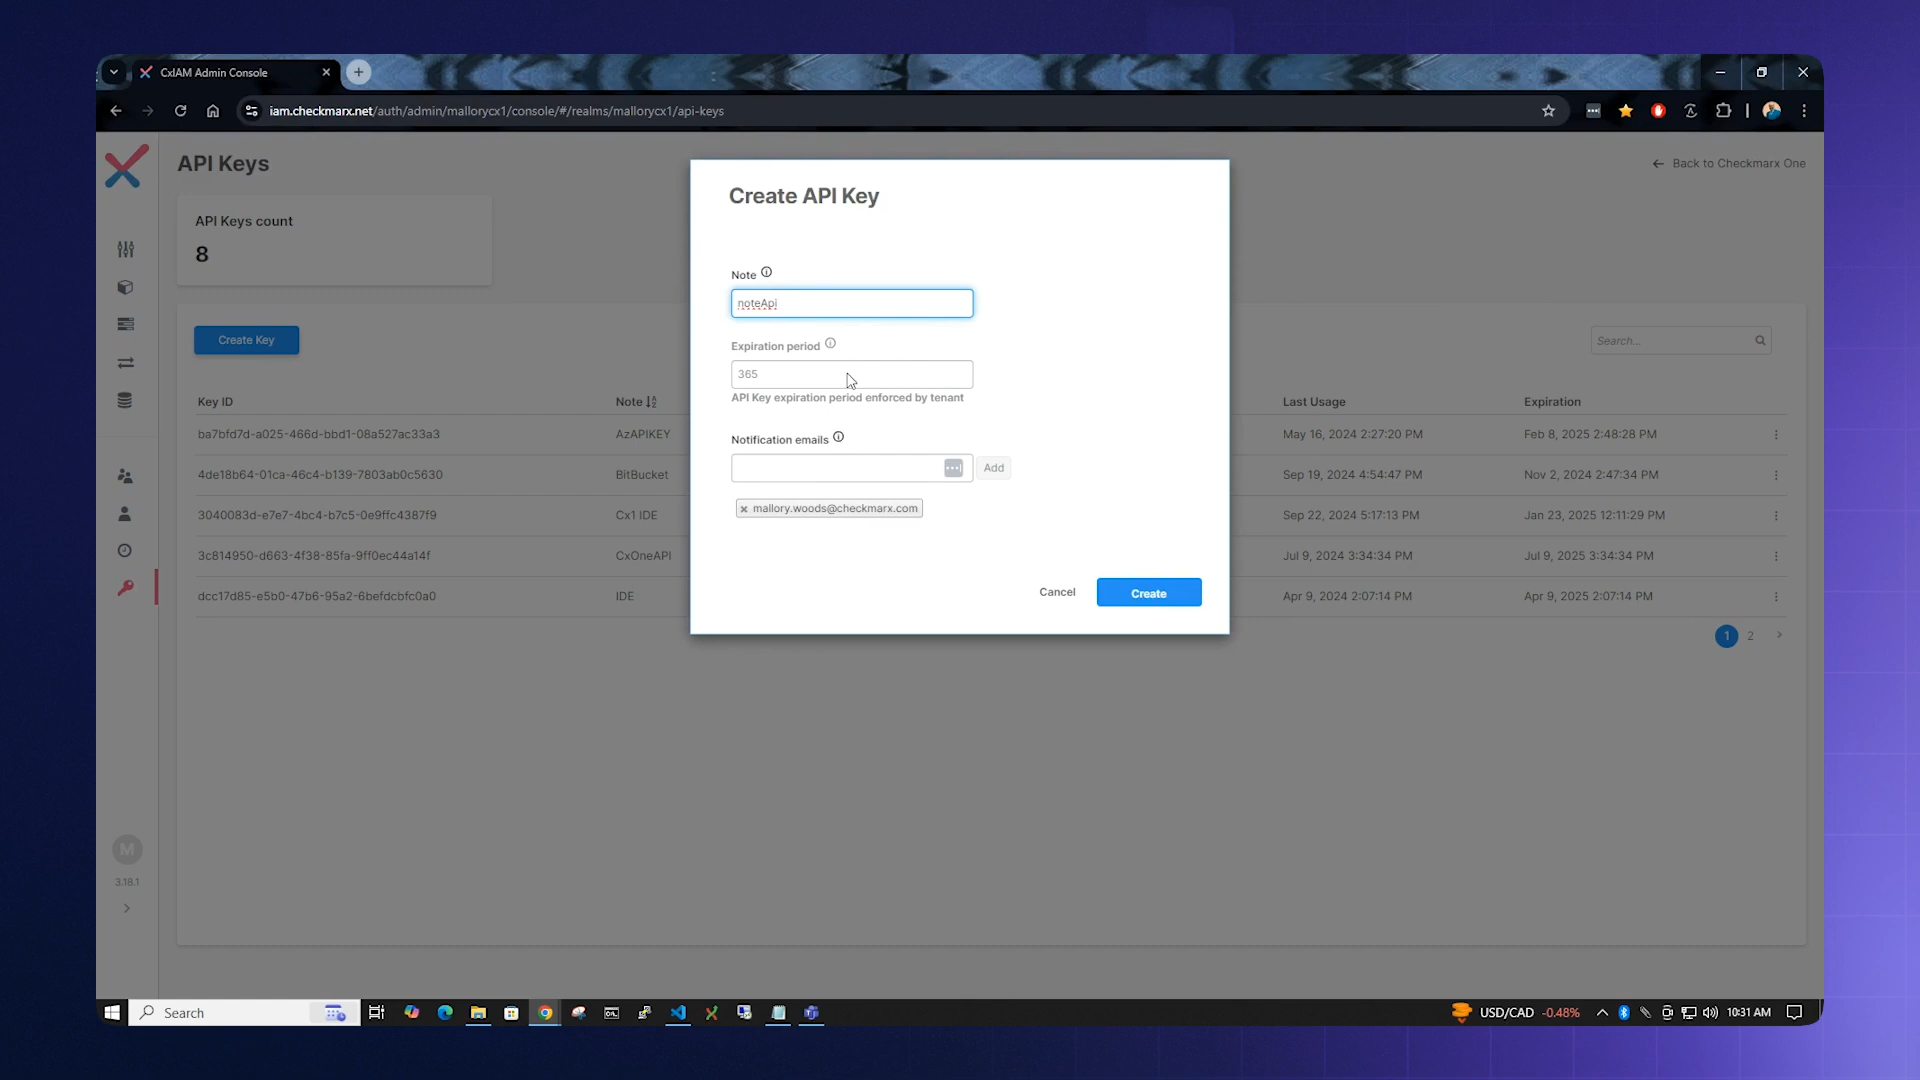 CxIAM Admin Console
iam.checkmarx.net/auth/admin/mallorycx1/console/#/realms/mallorycx1/api-keys
API Keys
Back to Checkmarx One
API Keys count
8
Create Key
Search...
Key ID Note Last Usage Expiration
ba7bfd7d-a025-466d-bbd1-08a527ac33a3 AzAPIKEY May 16, 2024 2:27:20 PM Feb 8, 2025 2:48:28 PM
4de18b64-01ca-46c4-b139-7803ab0c5630 BitBucket Sep 19, 2024 4:54:47 PM Nov 2, 2024 2:47:34 PM
3040083d-e7e7-4bc4-b7c5-0e9ffc4387f9 Cx1 IDE Sep 22, 2024 5:17:13 PM Jan 23, 2025 12:11:29 PM
3c814950-d663-4f38-85fa-9ff0ec44a14f CxOneAPI Jul 9, 2024 3:34:34 PM Jul 9, 2025 3:34:34 PM
dcc17d85-e5b0-47b6-95a2-6befdcbfc0a0 IDE Apr 9, 2024 2:07:14 PM Apr 9, 2025 2:07:14 PM
1 2
Create API Key
Note
noteApi
Expiration period
365
API Key expiration period enforced by tenant
Notification emails
Add
mallory.woods@checkmarx.com
Cancel Create
M
3.18.1
Search
USD/CAD -0.48%
10:31 AM